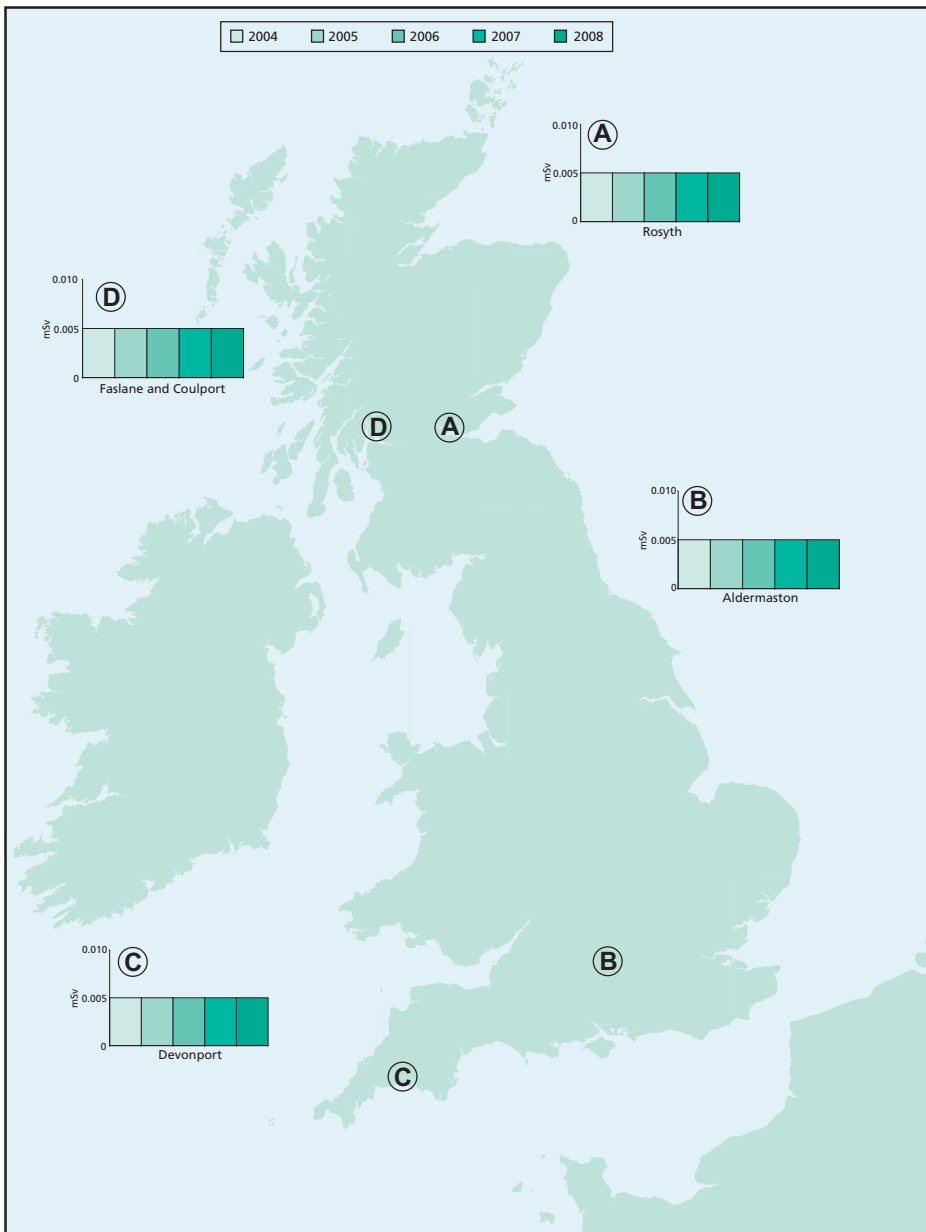 2004 2005 2006 2007 2008
A
0.010
mSv
0.005
0
Rosyth
D
0.010
mSv
0.005
0
Faslane and Coulport
D
A
B
0.010
mSv
0.005
0
Aldermaston
C
0.010
mSv
0.005
0
Devonport
B
C